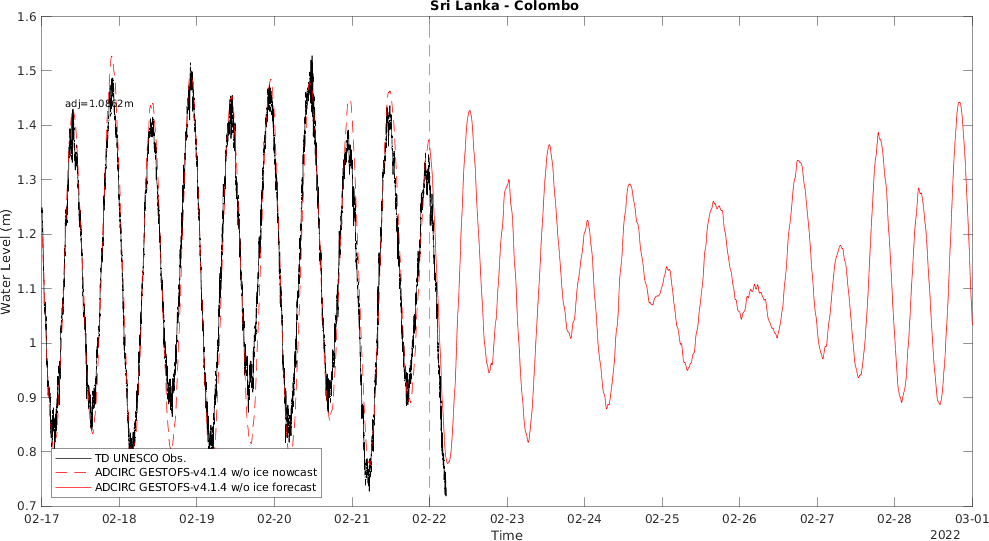 Sri Lanka - Colombo
1.6
1.5
adj=1.0862m
1.4
1.3
1.2
1.1
1
0.9
0.8
0.7
Water Level (m)
TD UNESCO Obs.
ADCIRC GESTOFS-v4.1.4 w/o ice nowcast
ADCIRC GESTOFS-v4.1.4 w/o ice forecast
02-17 02-18 02-19 02-20 02-21 02-22 02-23 02-24 02-25 02-26 02-27 02-28 03-01
Time
2022